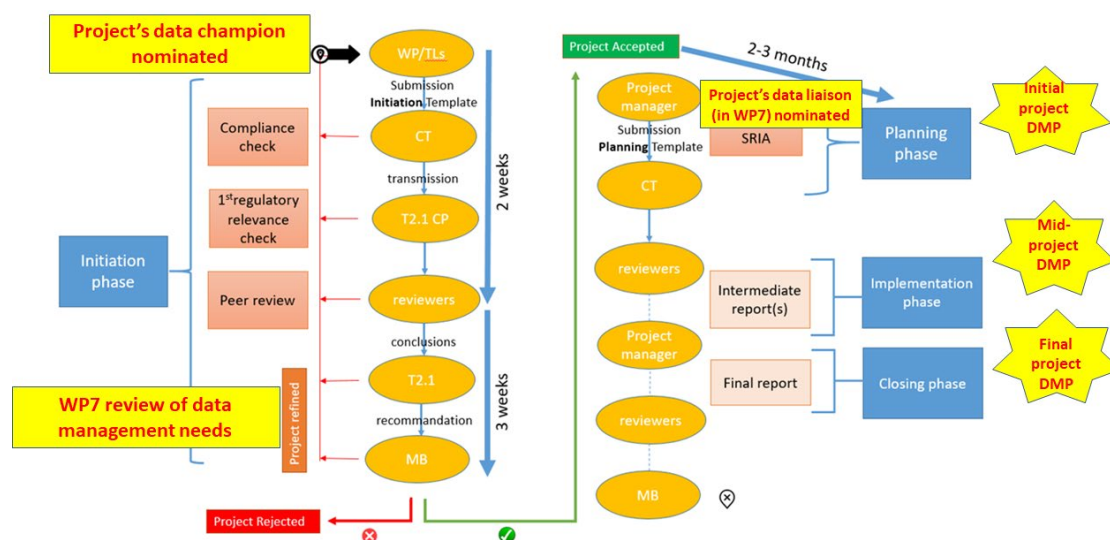 Project's data champion
nominated
WP/TLs
Submission
Initiation Template
Compliance
check
CT
transmission
1st regulatory
relevance
check
T2.1 CP
2 weeks
Initiation
phase
Peer review
reviewers
conclusions
T2.1
3 weeks
Project refined
WP7 review of data
management needs
recommandation
MB
Project Rejected
Project Accepted
2-3 months
Project
manager
Project's data liaison
(in WP7) nominated
Submission
Planning Template
SRIA
Planning
phase
Initial
project
DMP
CT
reviewers
Intermediate
report(s)
Implementation
phase
Mid-
project
DMP
Project
manager
Final report
Closing phase
Final
project
DMP
reviewers
MB